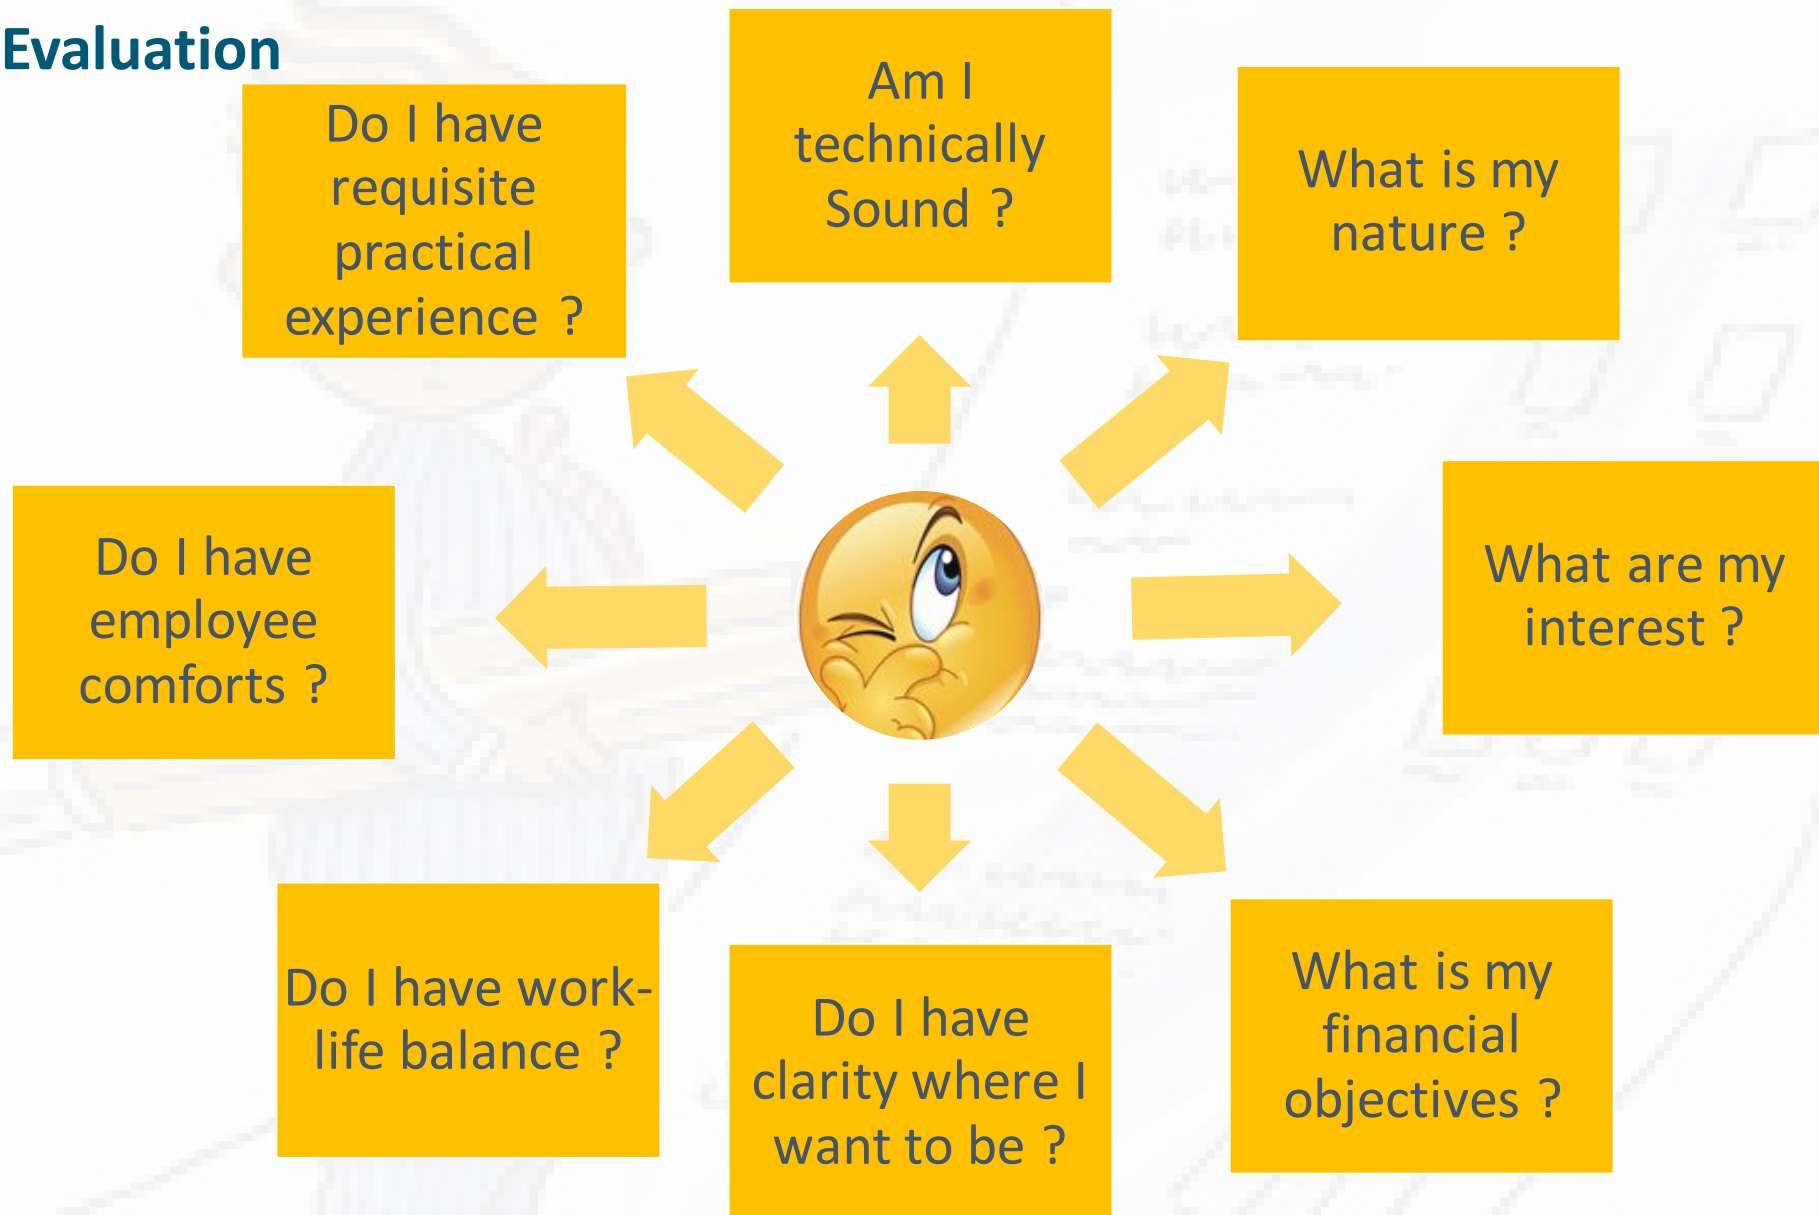 Evaluation
Am I
technically
Sound ?
What is my
nature ?
What are my
interest ?
What is my
financial
objectives ?
Do I have
clarity where I
want to be ?
Do I have work-
life balance ?
Do I have
employee
comforts ?
Do I have
requisite
practical
experience ?